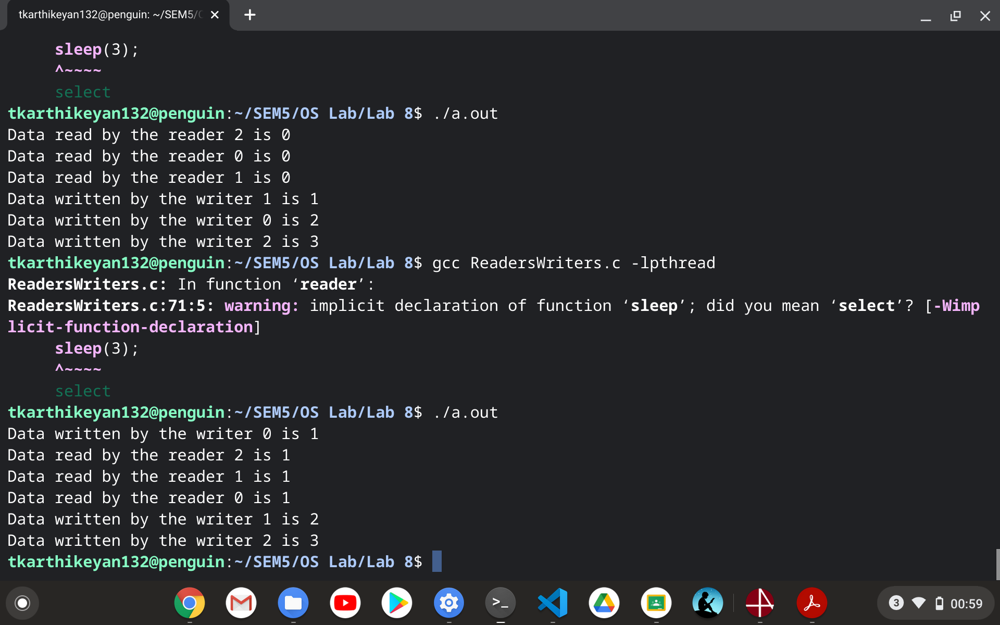 tkarthikeyan132@penguin: ~/SEM5/
sleep(3);
^~~~~
select
tkarthikeyan132@penguin:~/SEM5/OS Lab/Lab 8$ ./a.out
Data read by the reader 2 is 0
Data read by the reader 0 is 0
Data read by the reader 1 is 0
Data written by the writer 1 is 1
Data written by the writer 0 is 2
Data written by the writer 2 is 3
tkarthikeyan132@penguin:~/SEM5/OS Lab/Lab 8$ gcc ReadersWriters.c -lpthread
ReadersWriters.c: In function ‘reader’:
ReadersWriters.c:71:5: warning: implicit declaration of function ‘sleep’; did you mean ‘select’? [-Wimp
licit-function-declaration]
sleep(3);
^~~~~
select
tkarthikeyan132@penguin:~/SEM5/OS Lab/Lab 8$ ./a.out
Data written by the writer 0 is 1
Data read by the reader 2 is 1
Data read by the reader 1 is 1
Data read by the reader 0 is 1
Data written by the writer 1 is 2
Data written by the writer 2 is 3
tkarthikeyan132@penguin:~/SEM5/OS Lab/Lab 8$
>_
3 00:59